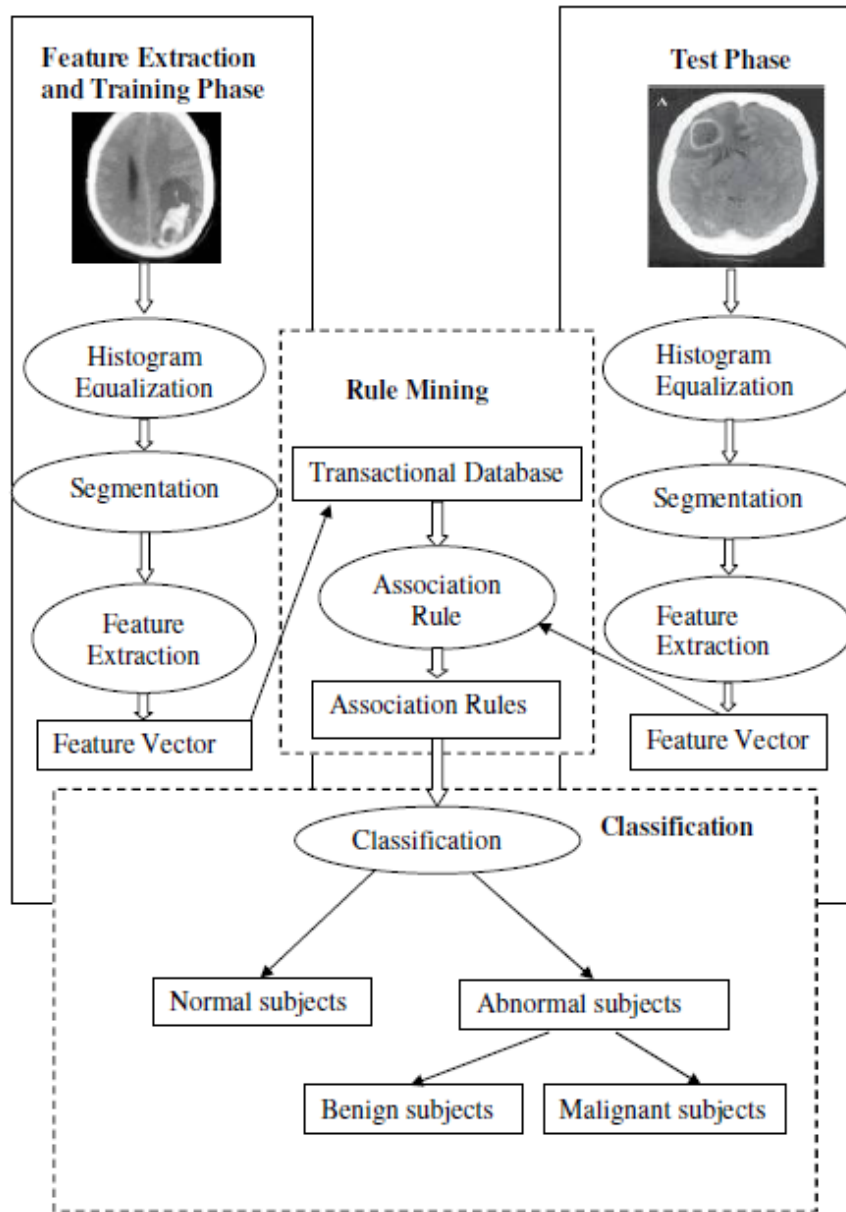 Feature Extraction
and Training Phase
Histogram
Equalization
Segmentation
Feature
Extraction
Feature Vector
Rule Mining
Transactional Database
Association
Rule
Association Rules
Test Phase
A
Histogram
Equalization
Segmentation
Feature
Extraction
Feature Vector
Classification
Classification
Normal subjects
Abnormal subjects
Benign subjects
Malignant subjects